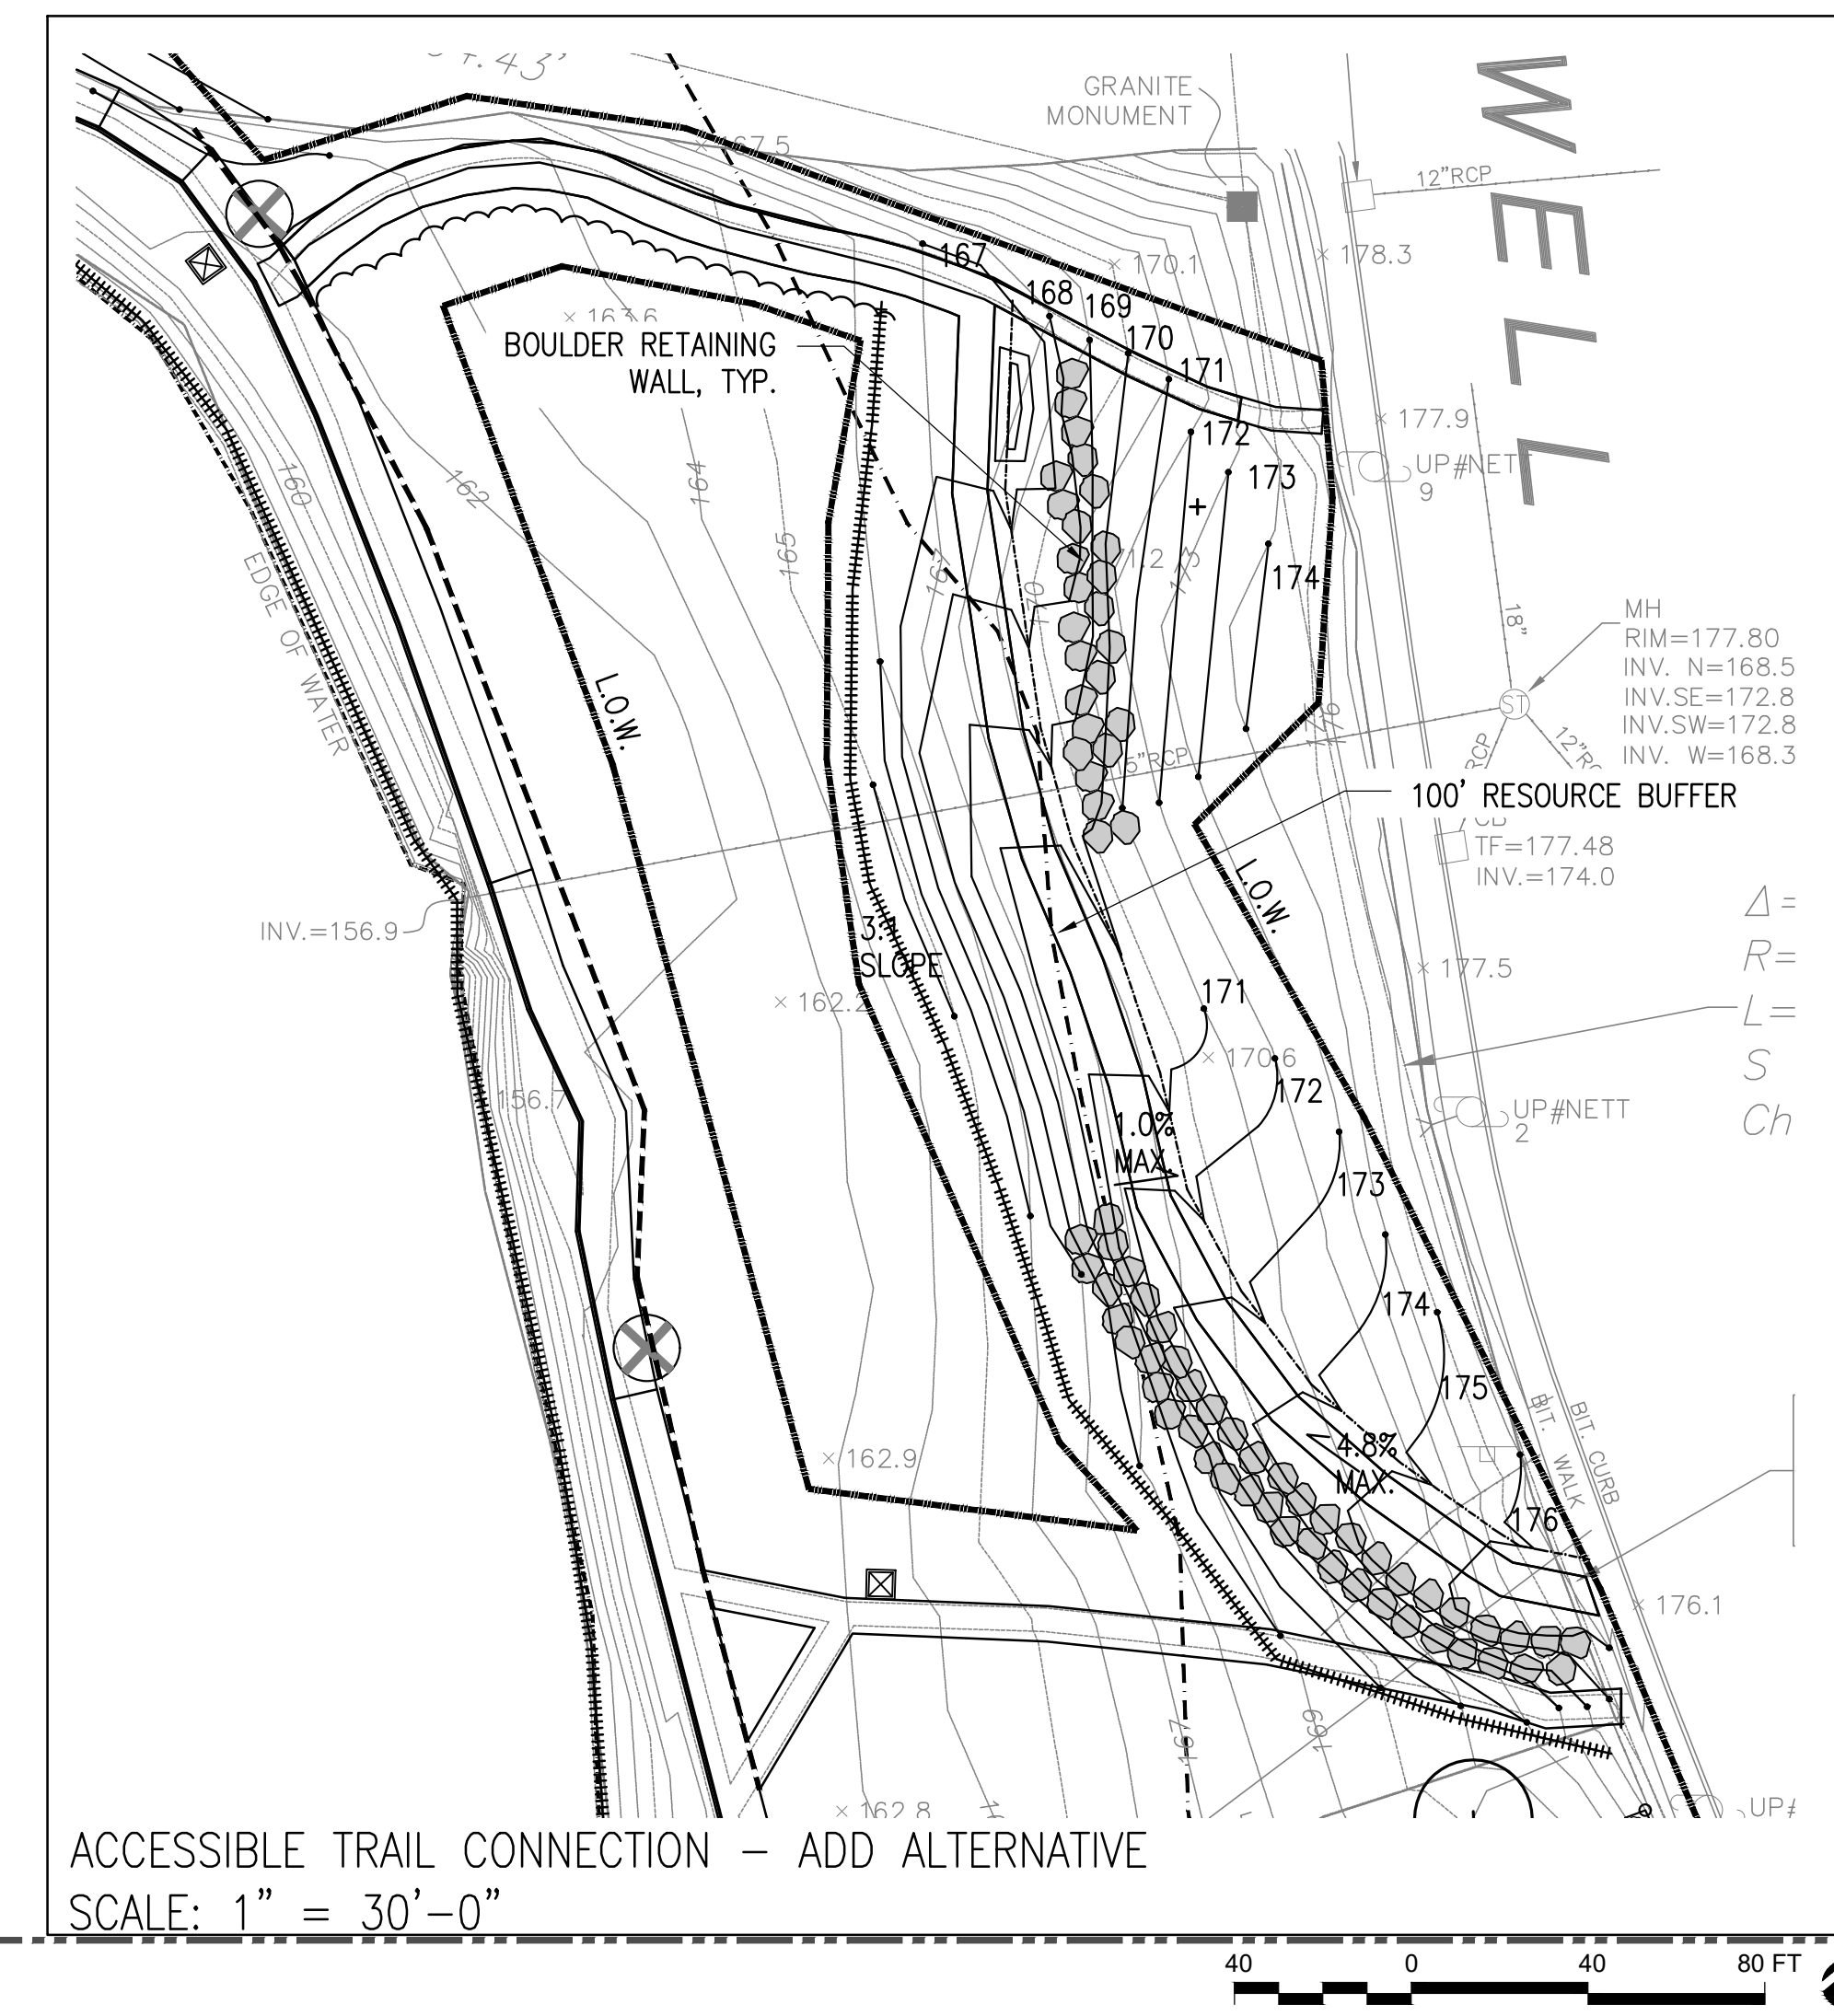 GRANITE
MONUMENT
WELL
12"RCP
× 167.5
× 170.1
× 178.3
167
168
169
170
171
172
173
174
BOULDER RETAINING
WALL, TYP.
× 177.9
UP#NETT
9
160
162
164
165
167
170
173
EDGE OF WATER
L.O.W.
18"
MH
RIM=177.80
INV. N=168.5
INV.SE=172.8
INV.SW=172.8
INV. W=168.3
100' RESOURCE BUFFER
TF=177.48
INV.=174.0
L.O.W.
INV.=156.9
SLOPE
× 162.2
171
× 170.6
172
× 177.5
Δ =
R=
L=
S
Ch
156.7
UP#NETT
2
1.0%
MAX.
173
174
175
4.8%
MAX.
BIT. WALK
BIT. CURB
176
× 162.9
× 176.1
167
169
× 162.8
ACCESSIBLE TRAIL CONNECTION – ADD ALTERNATIVE
SCALE: 1" = 30'–0"
40 0 40 80 FT